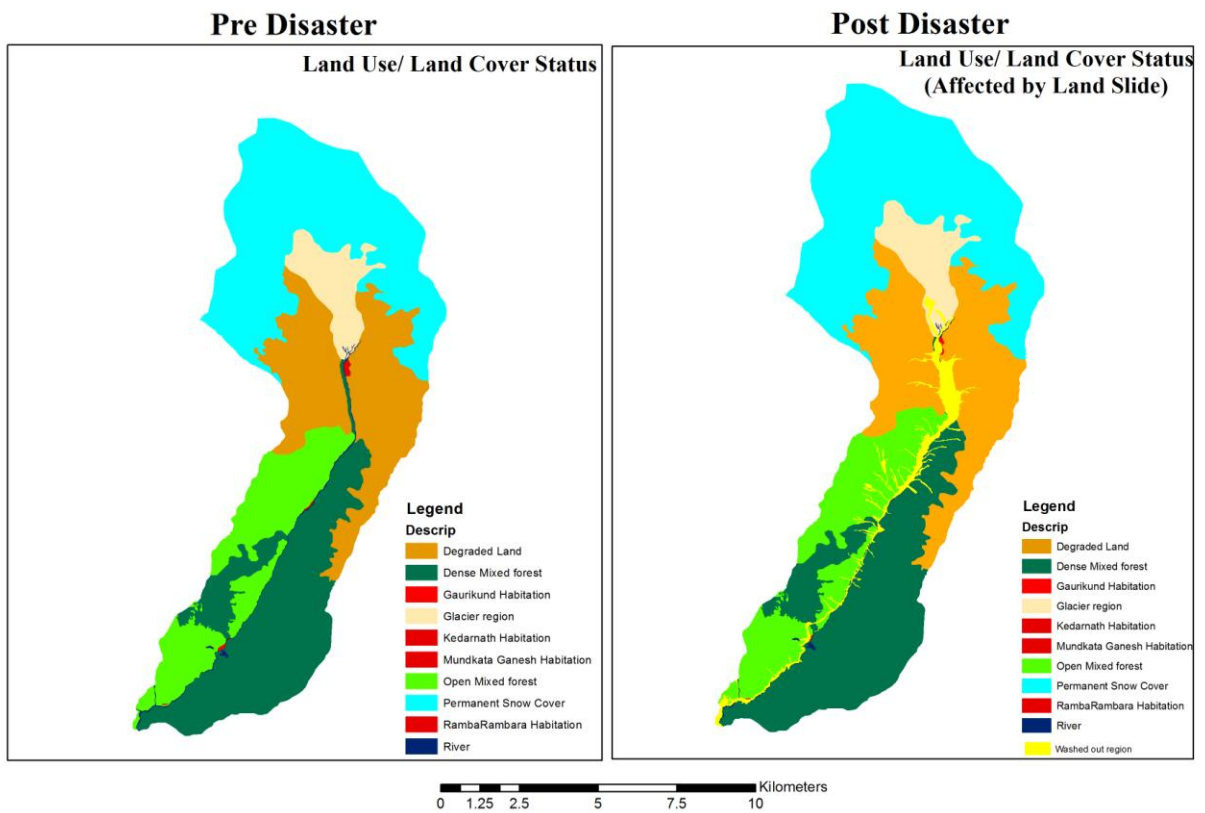 Pre Disaster
Land Use/ Land Cover Status
Legend
Descrip
Degraded Land
Dense Mixed forest
Gaurikund Habitation
Glacier region
Kedarnath Habitation
Mundkata Ganesh Habitation
Open Mixed forest
Permanent Snow Cover
RambaRambara Habitation
River
Post Disaster
Land Use/ Land Cover Status
(Affected by Land Slide)
Legend
Descrip
Degraded Land
Dense Mixed forest
Gaurikund Habitation
Glacier region
Kedarnath Habitation
Mundkata Ganesh Habitation
Open Mixed forest
Permanent Snow Cover
RambaRambara Habitation
River
Washed out region
Kilometers
0 1.25 2.5 5 7.5 10